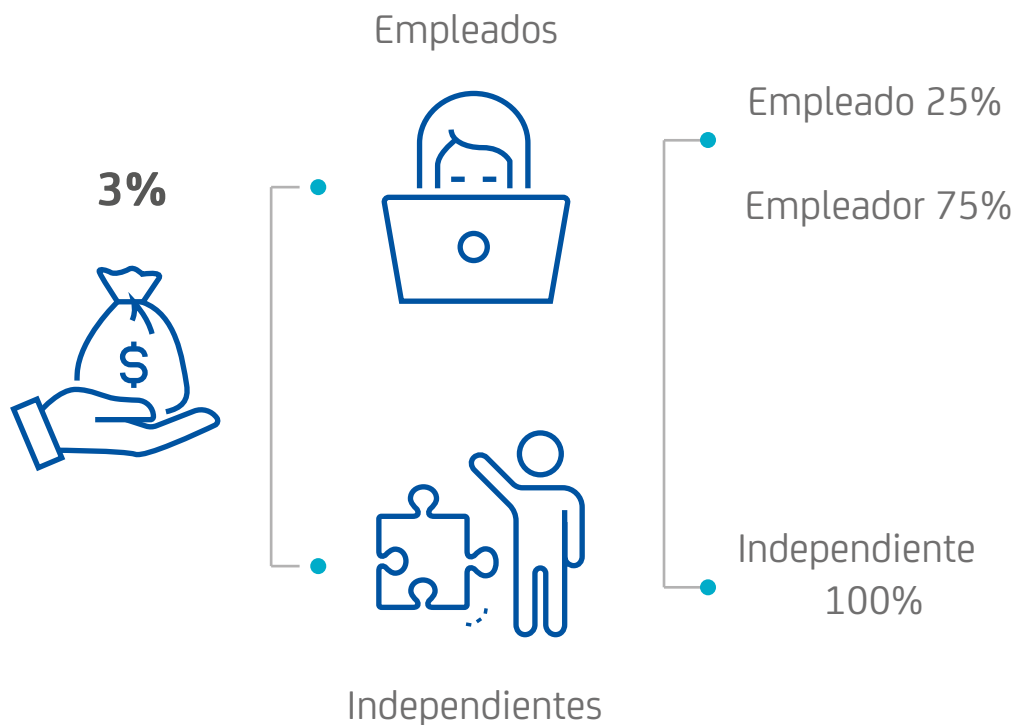 Empleados
Empleado 25%
3%
Empleador 75%
$
Independiente
100%
Independientes